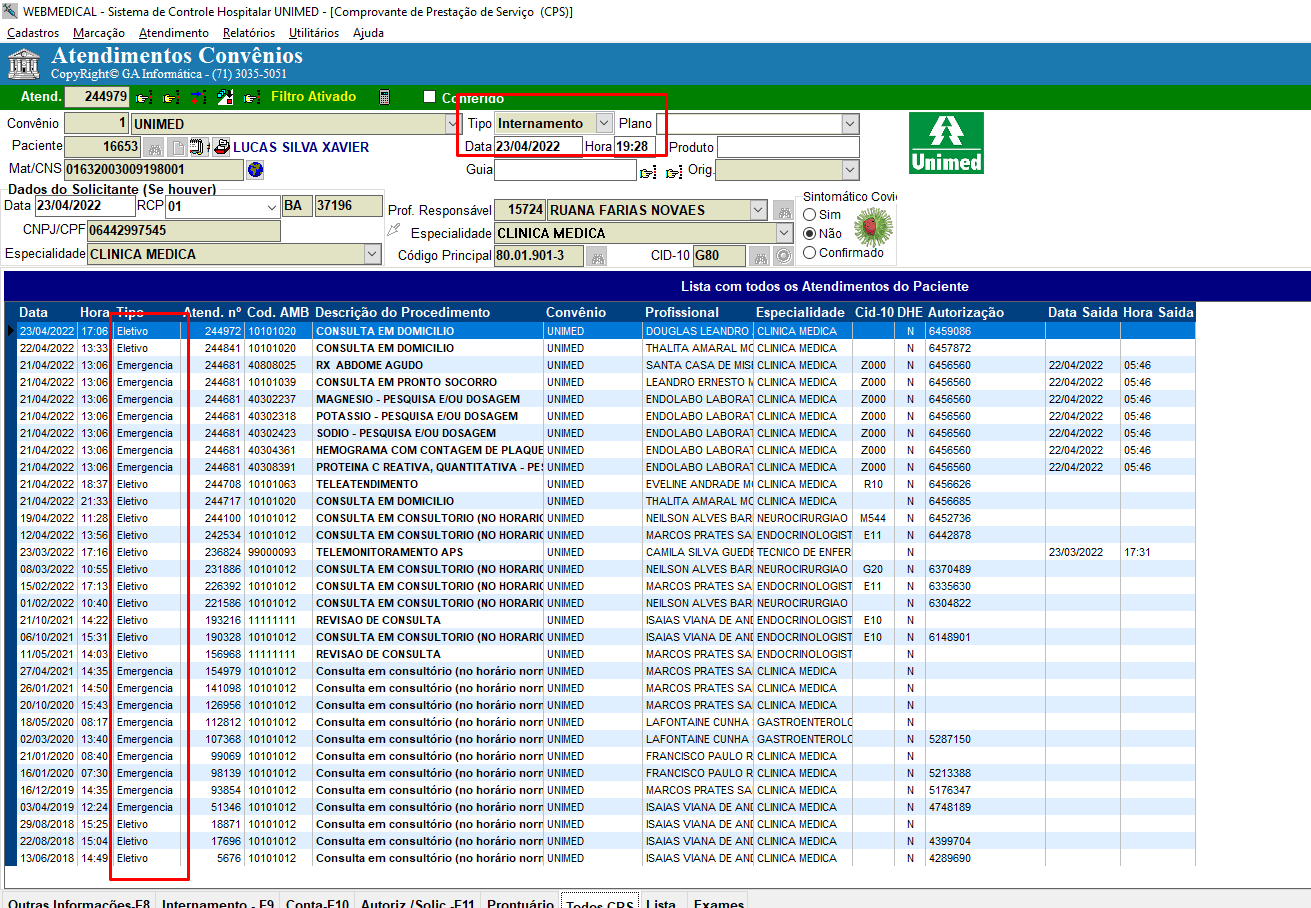 WEBMEDICAL - Sistema de Controle Hospitalar UNIMED - [Comprovante de Prestação de Serviço (CPS)]
Cadastros Marcação Atendimento Relatórios Utilitários Ajuda
Atendimentos Convênios
CopyRight© GA Informática - (71) 3035-5051
Atend. 244979 Filtro Ativado Conferido
Convênio 1 UNIMED Tipo Internamento Plano
Paciente 16653 LUCAS SILVA XAVIER Data 23/04/2022 Hora 19:28 Produto
Mat/CNS 01632003009198001 Guia Orig.
Unimed
Dados do Solicitante (Se houver)
Data 23/04/2022 RCP 01 BA 37196 Prof. Responsável 15724 RUANA FARIAS NOVAES
CNPJ/CPF 06442997545 Especialidade CLINICA MEDICA
Especialidade CLINICA MEDICA Código Principal 80.01.901-3 CID-10 G80
Sintomático Covi
Sim
Não
Confirmado
Lista com todos os Atendimentos do Paciente
Data Hora Tipo Atend. nº Cod. AMB Descrição do Procedimento Convênio Profissional Especialidade Cid-10 DHE Autorização Data Saida Hora Saida
23/04/2022 17:06 Eletivo 244972 10101020 CONSULTA EM DOMICILIO UNIMED DOUGLAS LEANDRO CLINICA MEDICA N 6459086
22/04/2022 13:33 Eletivo 244841 10101020 CONSULTA EM DOMICILIO UNIMED THALITA AMARAL MO CLINICA MEDICA N 6457872
21/04/2022 13:06 Emergencia 244681 40808025 RX ABDOME AGUDO UNIMED SANTA CASA DE MISI CLINICA MEDICA Z000 N 6456560 22/04/2022 05:46
21/04/2022 13:06 Emergencia 244681 10101039 CONSULTA EM PRONTO SOCORRO UNIMED LEANDRO ERNESTO M CLINICA MEDICA Z000 N 6456560 22/04/2022 05:46
21/04/2022 13:06 Emergencia 244681 40302237 MAGNESIO - PESQUISA E/OU DOSAGEM UNIMED ENDOLABO LABORAT CLINICA MEDICA Z000 N 6456560 22/04/2022 05:46
21/04/2022 13:06 Emergencia 244681 40302318 POTASSIO - PESQUISA E/OU DOSAGEM UNIMED ENDOLABO LABORAT CLINICA MEDICA Z000 N 6456560 22/04/2022 05:46
21/04/2022 13:06 Emergencia 244681 40302423 SODIO - PESQUISA E/OU DOSAGEM UNIMED ENDOLABO LABORAT CLINICA MEDICA Z000 N 6456560 22/04/2022 05:46
21/04/2022 13:06 Emergencia 244681 40304361 HEMOGRAMA COM CONTAGEM DE PLAQUE UNIMED ENDOLABO LABORAT CLINICA MEDICA Z000 N 6456560 22/04/2022 05:46
21/04/2022 13:06 Emergencia 244681 40308391 PROTEINA C REATIVA, QUANTITATIVA - PES UNIMED ENDOLABO LABORAT CLINICA MEDICA Z000 N 6456560 22/04/2022 05:46
21/04/2022 18:37 Eletivo 244708 10101063 TELEATENDIMENTO UNIMED EVELINE ANDRADE MO CLINICA MEDICA R10 N 6456626
21/04/2022 21:33 Eletivo 244717 10101020 CONSULTA EM DOMICILIO UNIMED THALITA AMARAL MO CLINICA MEDICA N 6456685
19/04/2022 11:28 Eletivo 244100 10101012 CONSULTA EM CONSULTORIO (NO HORARIO UNIMED NEILSON ALVES BAR NEUROCIRURGIAO M544 N 6452736
12/04/2022 13:56 Eletivo 242534 10101012 CONSULTA EM CONSULTORIO (NO HORARIO UNIMED MARCOS PRATES SA ENDOCRINOLOGIST E11 N 6442878
23/03/2022 17:16 Eletivo 236824 99000093 TELEMONITORAMENTO APS UNIMED CAMILA SILVA GUEDE TECNICO DE ENFER N 23/03/2022 17:31
08/03/2022 10:55 Eletivo 231886 10101012 CONSULTA EM CONSULTORIO (NO HORARIO UNIMED NEILSON ALVES BAR NEUROCIRURGIAO G20 N 6370489
15/02/2022 17:13 Eletivo 226392 10101012 CONSULTA EM CONSULTORIO (NO HORARIO UNIMED MARCOS PRATES SA ENDOCRINOLOGIST E11 N 6335630
01/02/2022 10:40 Eletivo 221586 10101012 CONSULTA EM CONSULTORIO (NO HORARIO UNIMED NEILSON ALVES BAR NEUROCIRURGIAO N 6304822
21/10/2021 14:22 Eletivo 193216 11111111 REVISAO DE CONSULTA UNIMED ISAIAS VIANA DE AND ENDOCRINOLOGIST E10 N
06/10/2021 15:31 Eletivo 190328 10101012 CONSULTA EM CONSULTORIO (NO HORARIO UNIMED ISAIAS VIANA DE AND ENDOCRINOLOGIST E10 N 6148901
11/05/2021 14:03 Eletivo 156968 11111111 REVISAO DE CONSULTA UNIMED MARCOS PRATES SA ENDOCRINOLOGIST N
27/04/2021 14:35 Emergencia 154979 10101012 Consulta em consultório (no horário norm UNIMED MARCOS PRATES SA CLINICA MEDICA N
26/01/2021 14:50 Emergencia 141098 10101012 Consulta em consultório (no horário norm UNIMED MARCOS PRATES SA CLINICA MEDICA N
20/10/2020 15:43 Emergencia 126956 10101012 Consulta em consultório (no horário norm UNIMED MARCOS PRATES SA CLINICA MEDICA N
18/05/2020 08:17 Emergencia 112812 10101012 Consulta em consultório (no horário norm UNIMED LAFONTAINE CUNHA GASTROENTEROLO N
02/03/2020 13:40 Emergencia 107368 10101012 Consulta em consultório (no horário norm UNIMED LAFONTAINE CUNHA GASTROENTEROLO N 5287150
21/01/2020 08:40 Emergencia 99069 10101012 Consulta em consultório (no horário norm UNIMED FRANCISCO PAULO R CLINICA MEDICA N
16/01/2020 07:30 Emergencia 98139 10101012 Consulta em consultório (no horário norm UNIMED FRANCISCO PAULO R CLINICA MEDICA N 5213388
16/12/2019 14:35 Emergencia 93854 10101012 Consulta em consultório (no horário norm UNIMED MARCOS PRATES SA CLINICA MEDICA N 5176347
03/04/2019 12:24 Emergencia 51346 10101012 Consulta em consultório (no horário norm UNIMED ISAIAS VIANA DE AND CLINICA MEDICA N 4748189
29/08/2018 15:25 Eletivo 18871 10101012 Consulta em consultório (no horário norm UNIMED ISAIAS VIANA DE AND CLINICA MEDICA N
22/08/2018 15:04 Eletivo 17696 10101012 Consulta em consultório (no horário norm UNIMED ISAIAS VIANA DE AND CLINICA MEDICA N 4399704
13/06/2018 14:49 Eletivo 5676 10101012 Consulta em consultório (no horário norm UNIMED ISAIAS VIANA DE AND CLINICA MEDICA N 4289690
Outras Informações-F8 Internamento - F9 Conta-F10 Autoriz./Solic.-F11 Prontuário Todos CPS Lista Exames